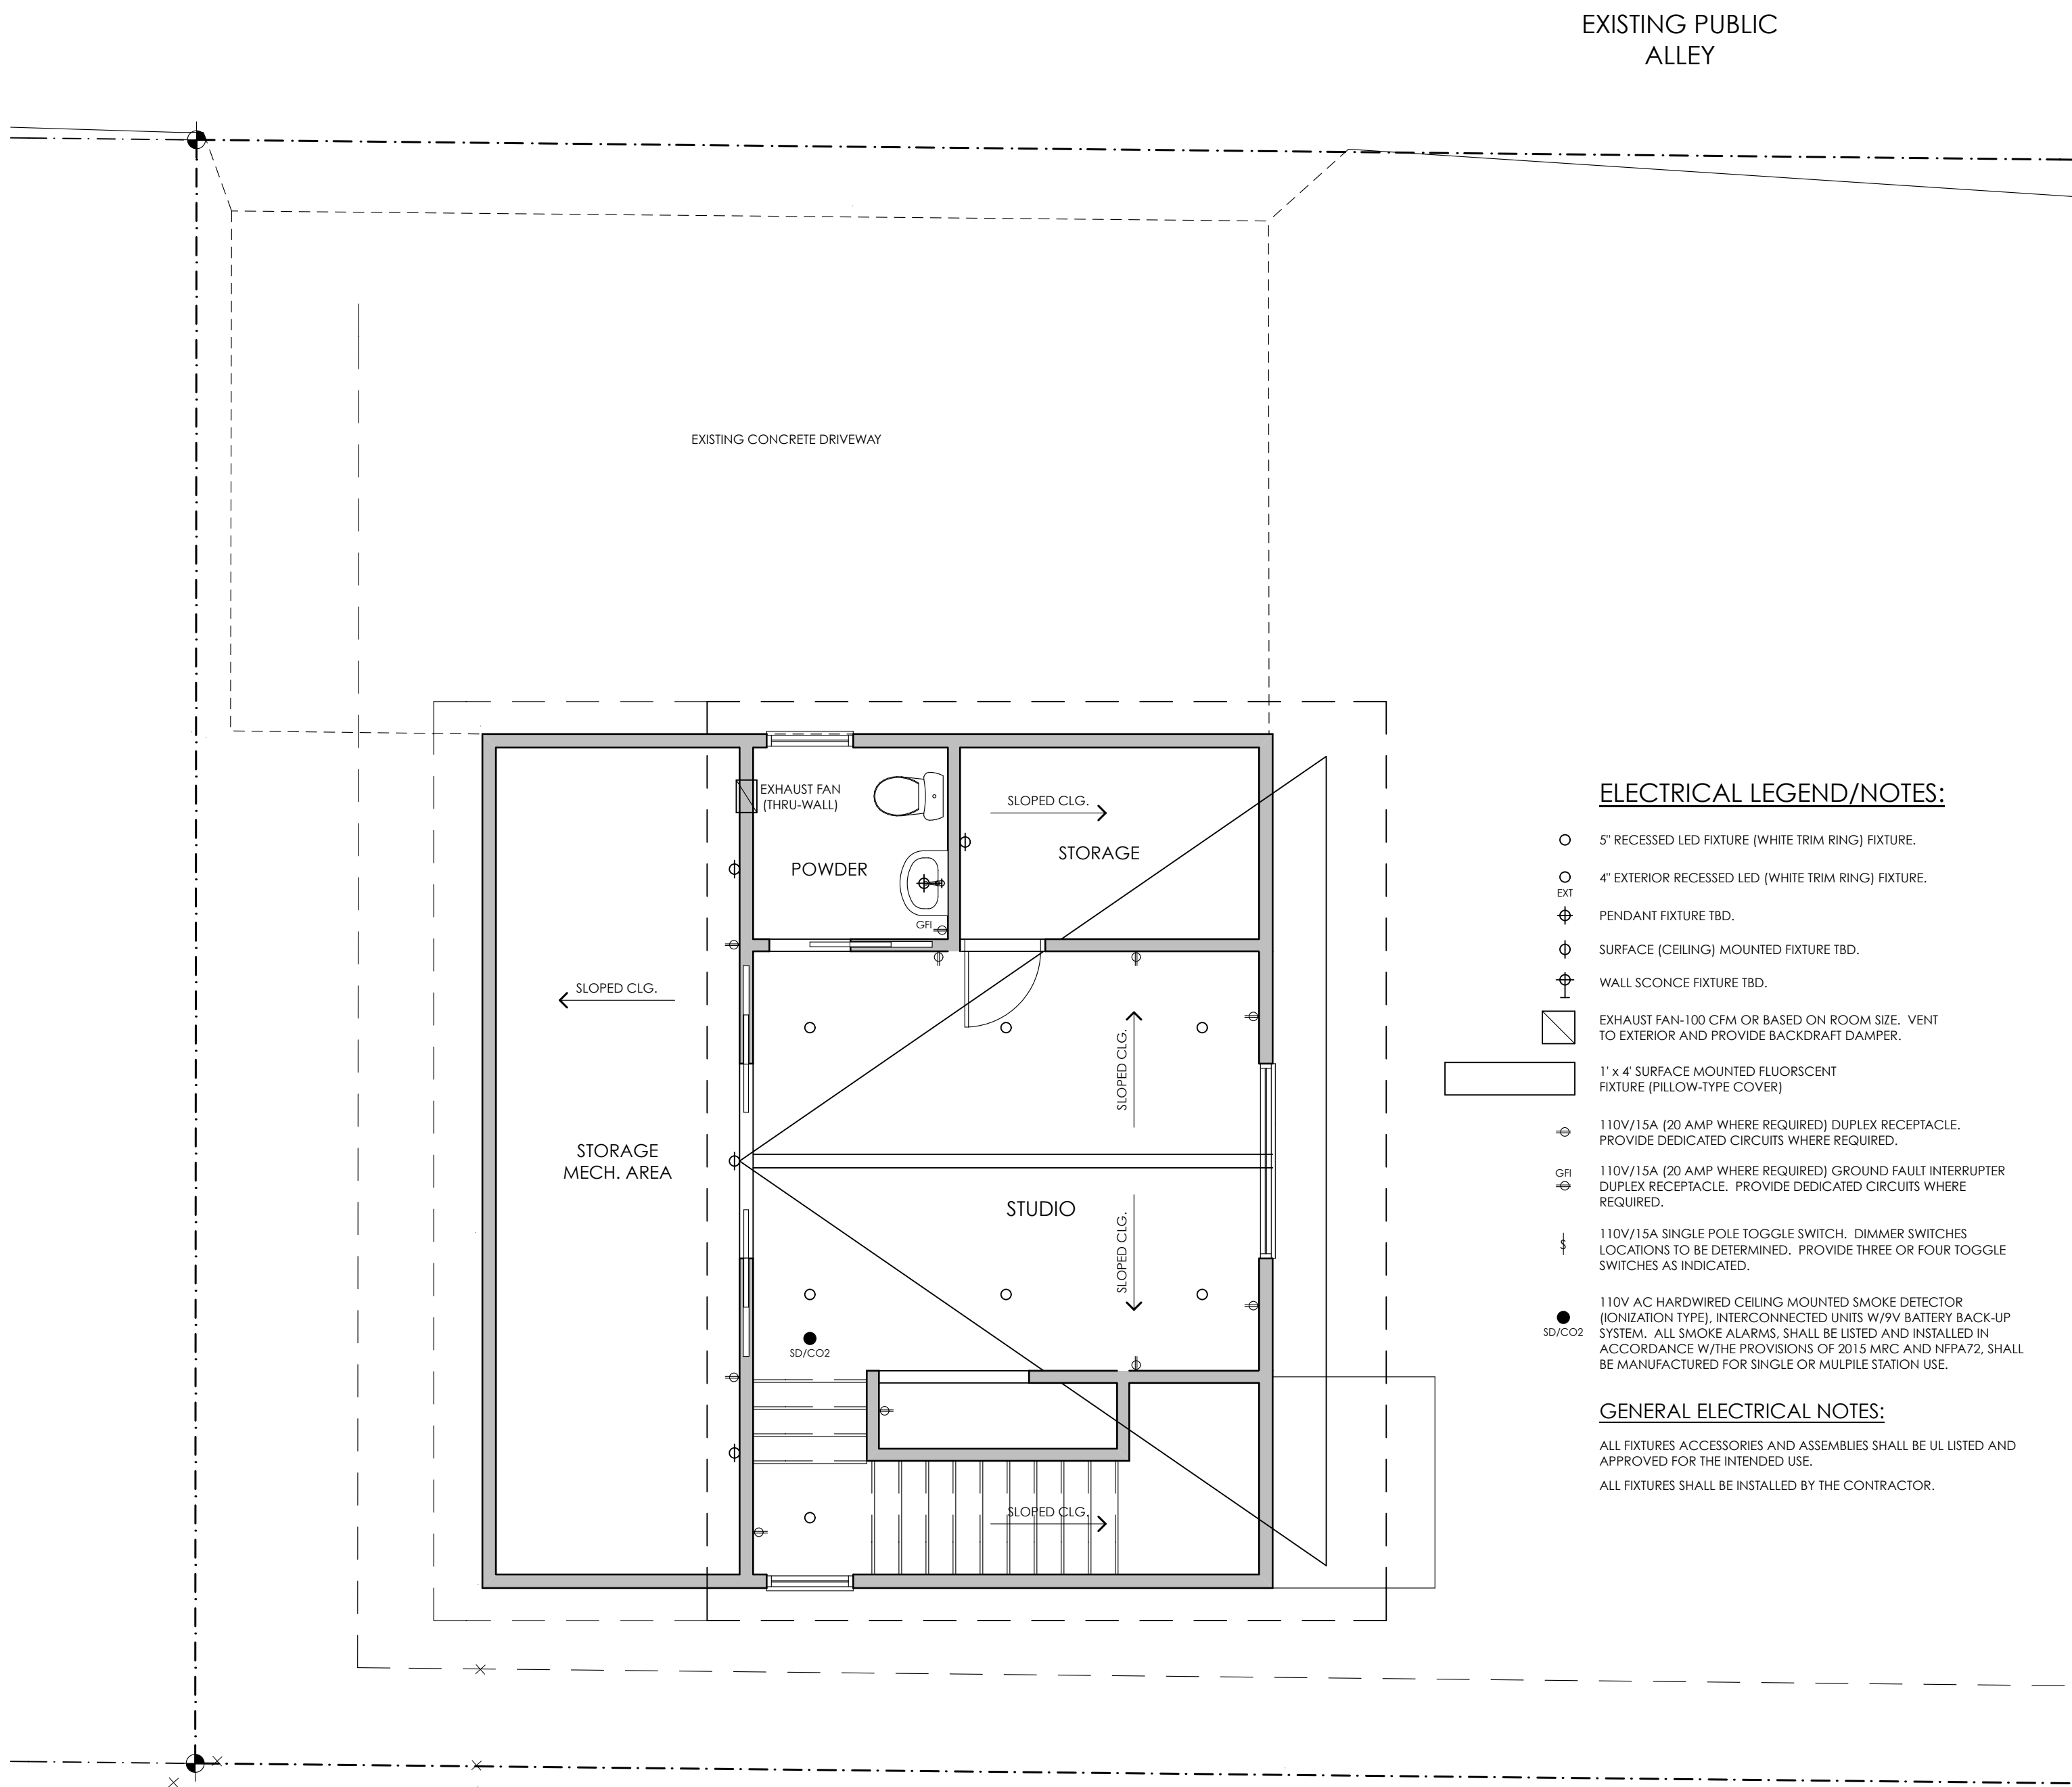 EXISTING PUBLIC
ALLEY
EXISTING CONCRETE DRIVEWAY
EXHAUST FAN
(THRU-WALL)
POWDER
GFI
SLOPED CLG.
STORAGE
SLOPED CLG.
STORAGE
MECH. AREA
SLOPED CLG.
STUDIO
SLOPED CLG.
SD/CO2
SLOPED CLG.
ELECTRICAL LEGEND/NOTES:
5" RECESSED LED FIXTURE (WHITE TRIM RING) FIXTURE.
4" EXTERIOR RECESSED LED (WHITE TRIM RING) FIXTURE.
EXT
PENDANT FIXTURE TBD.
SURFACE (CEILING) MOUNTED FIXTURE TBD.
WALL SCONCE FIXTURE TBD.
EXHAUST FAN-100 CFM OR BASED ON ROOM SIZE. VENT
TO EXTERIOR AND PROVIDE BACKDRAFT DAMPER.
1' x 4' SURFACE MOUNTED FLUORSCENT
FIXTURE (PILLOW-TYPE COVER)
110V/15A (20 AMP WHERE REQUIRED) DUPLEX RECEPTACLE.
PROVIDE DEDICATED CIRCUITS WHERE REQUIRED.
GFI
110V/15A (20 AMP WHERE REQUIRED) GROUND FAULT INTERRUPTER
DUPLEX RECEPTACLE. PROVIDE DEDICATED CIRCUITS WHERE
REQUIRED.
$
110V/15A SINGLE POLE TOGGLE SWITCH. DIMMER SWITCHES
LOCATIONS TO BE DETERMINED. PROVIDE THREE OR FOUR TOGGLE
SWITCHES AS INDICATED.
SD/CO2
110V AC HARDWIRED CEILING MOUNTED SMOKE DETECTOR
(IONIZATION TYPE), INTERCONNECTED UNITS W/9V BATTERY BACK-UP
SYSTEM. ALL SMOKE ALARMS, SHALL BE LISTED AND INSTALLED IN
ACCORDANCE W/THE PROVISIONS OF 2015 MRC AND NFPA72, SHALL
BE MANUFACTURED FOR SINGLE OR MULPILE STATION USE.
GENERAL ELECTRICAL NOTES:
ALL FIXTURES ACCESSORIES AND ASSEMBLIES SHALL BE UL LISTED AND
APPROVED FOR THE INTENDED USE.
ALL FIXTURES SHALL BE INSTALLED BY THE CONTRACTOR.